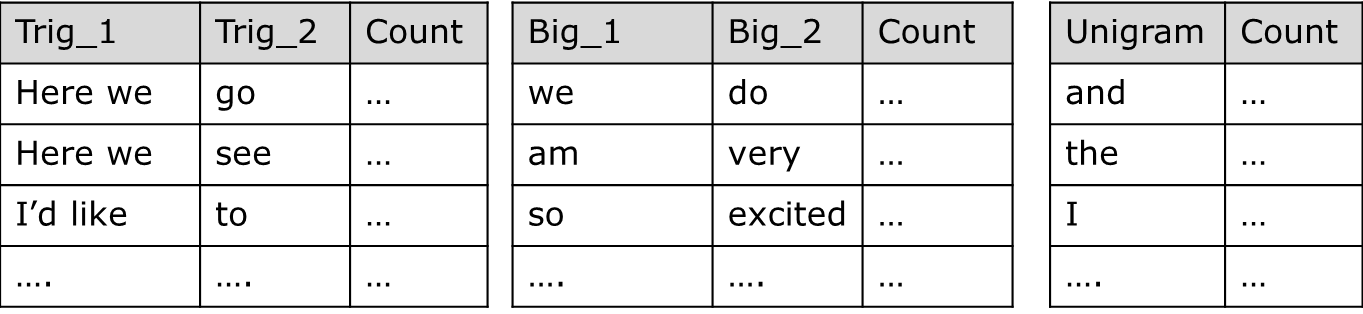 Trig_1 Trig_2 Count Big_1 Big_2 Count Unigram Count
Here we go … we do … and …
Here we see … am very … the …
I’d like to … so excited … I …
…. …. … …. …. … …. …